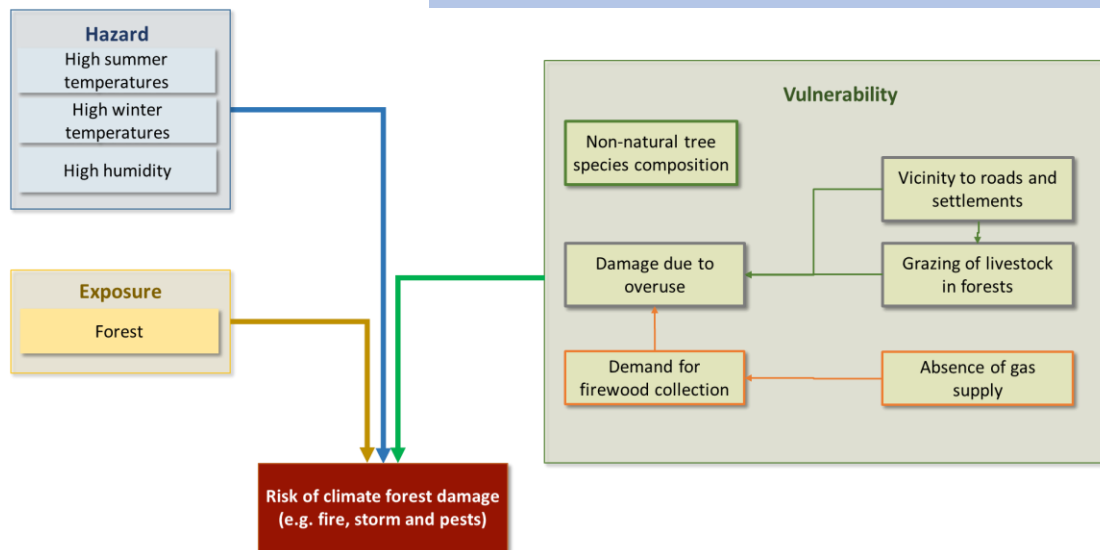 Hazard
High summer
temperatures
High winter
temperatures
High humidity
Exposure
Forest
Vulnerability
Non-natural tree
species composition
Vicinity to roads and
settlements
Damage due to
overuse
Grazing of livestock
in forests
Demand for
firewood collection
Absence of gas
supply
Risk of climate forest damage
(e.g. fire, storm and pests)